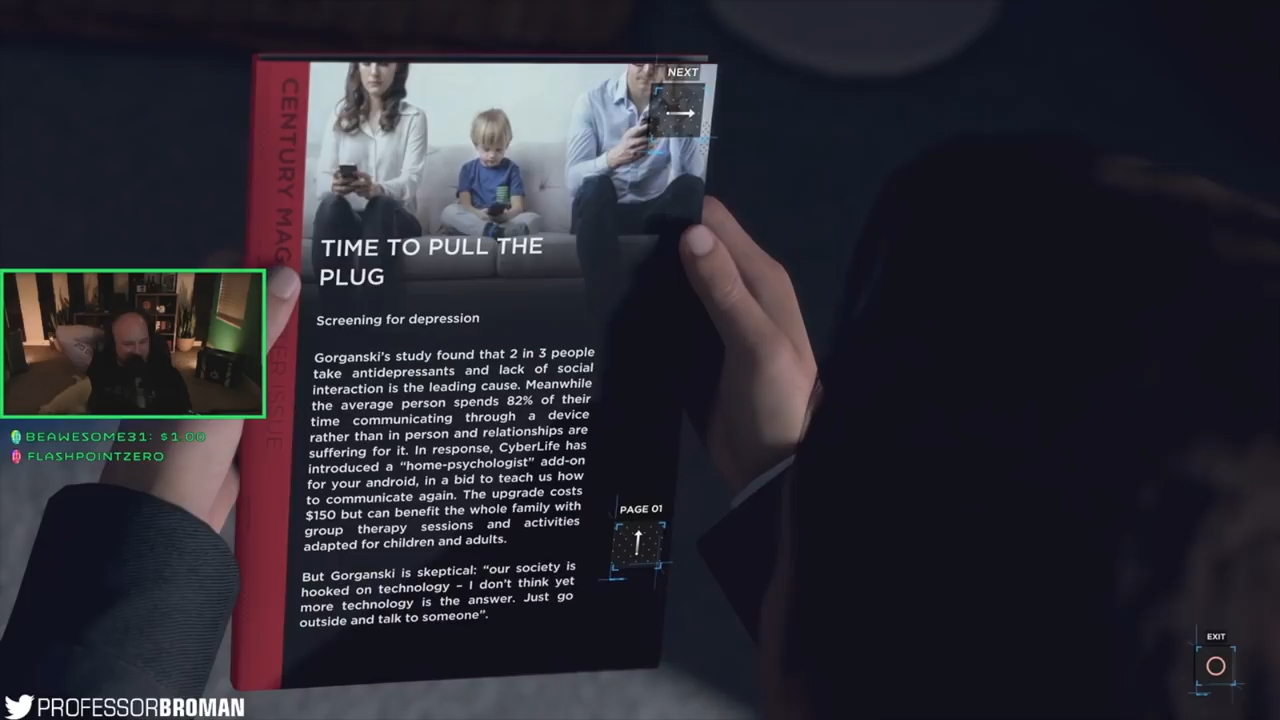 NEXT
CENTURY MAG
ER ISSUE
TIME TO PULL THE
PLUG
Screening for depression
Gorganski's study found that 2 in 3 people
take antidepressants and lack of social
interaction is the leading cause. Meanwhile
the average person spends 82% of their
time communicating through a device
rather than in person and relationships are
suffering for it. In response, CyberLife has
introduced a “home-psychologist” add-on
for your android, in a bid to teach us how
to communicate again. The upgrade costs
$150 but can benefit the whole family with
group therapy sessions and activities
adapted for children and adults.
But Gorganski is skeptical: “our society is
hooked on technology – I don't think yet
more technology is the answer. Just go
outside and talk to someone”.
PAGE 01
EXIT
BEAWESOME31: $1.00
FLASHPOINTZERO
PROFESSORBROMAN